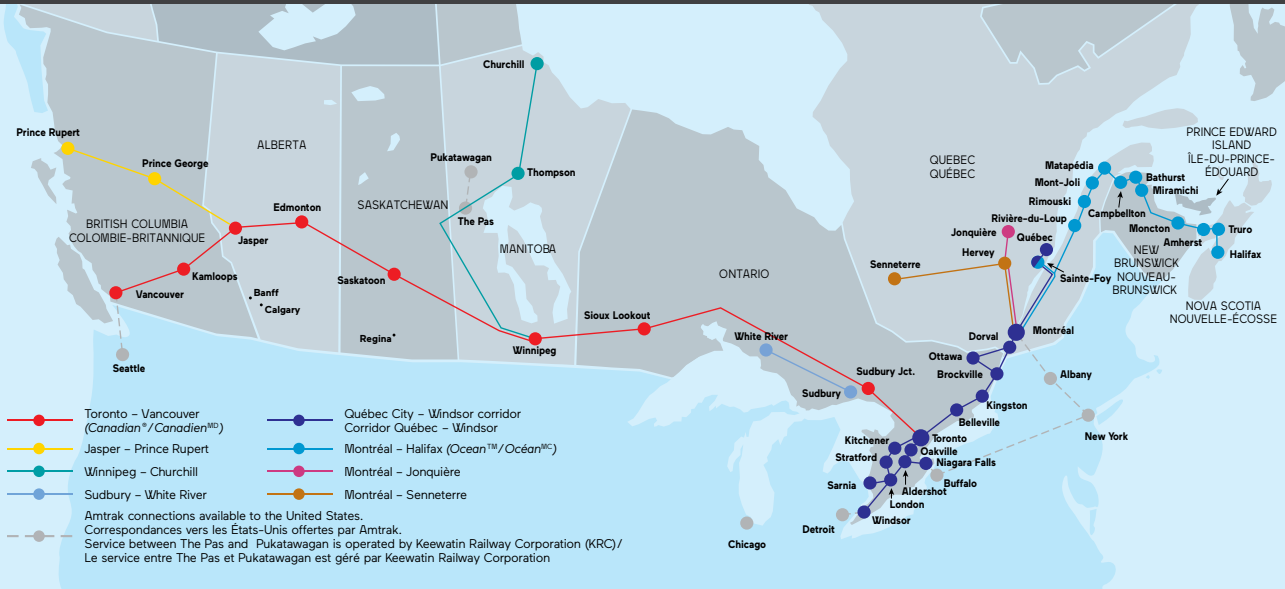 Churchill
Prince Rupert
Prince George
ALBERTA
Pukatawagan
Thompson
QUEBEC
QUÉBEC
Matapédia
PRINCE EDWARD
ISLAND
ÎLE-DU-PRINCE-
ÉDOUARD
Mont-Joli
Bathurst
Miramichi
Rimouski
Campbellton
Edmonton
SASKATCHEWAN
The Pas
BRITISH COLUMBIA
COLOMBIE-BRITANNIQUE
Jasper
Rivière-du-Loup
Jonquière
Québec
Moncton
Truro
Amherst
Halifax
MANITOBA
Hervey
Senneterre
Sainte-Foy
NEW
BRUNSWICK
NOUVEAU-
BRUNSWICK
Kamloops
Vancouver
Banff
Calgary
Saskatoon
ONTARIO
NOVA SCOTIA
NOUVELLE-ÉCOSSE
Sioux Lookout
Regina
Winnipeg
White River
Dorval
Montréal
Seattle
Ottawa
Brockville
Albany
Sudbury Jct.
Sudbury
Kingston
Belleville
New York
Kitchener
Toronto
Oakville
Stratford
Niagara Falls
Sarnia
Aldershot
Buffalo
London
Windsor
Detroit
Chicago
Toronto – Vancouver
(Canadian®/CanadienMD)
Jasper – Prince Rupert
Winnipeg – Churchill
Sudbury – White River
Québec City – Windsor corridor
Corridor Québec – Windsor
Montréal – Halifax (Ocean™/OcéanMC)
Montréal – Jonquière
Montréal – Senneterre
Amtrak connections available to the United States.
Correspondances vers les États-Unis offertes par Amtrak.
Service between The Pas and Pukatawagan is operated by Keewatin Railway Corporation (KRC)/
Le service entre The Pas et Pukatawagan est géré par Keewatin Railway Corporation